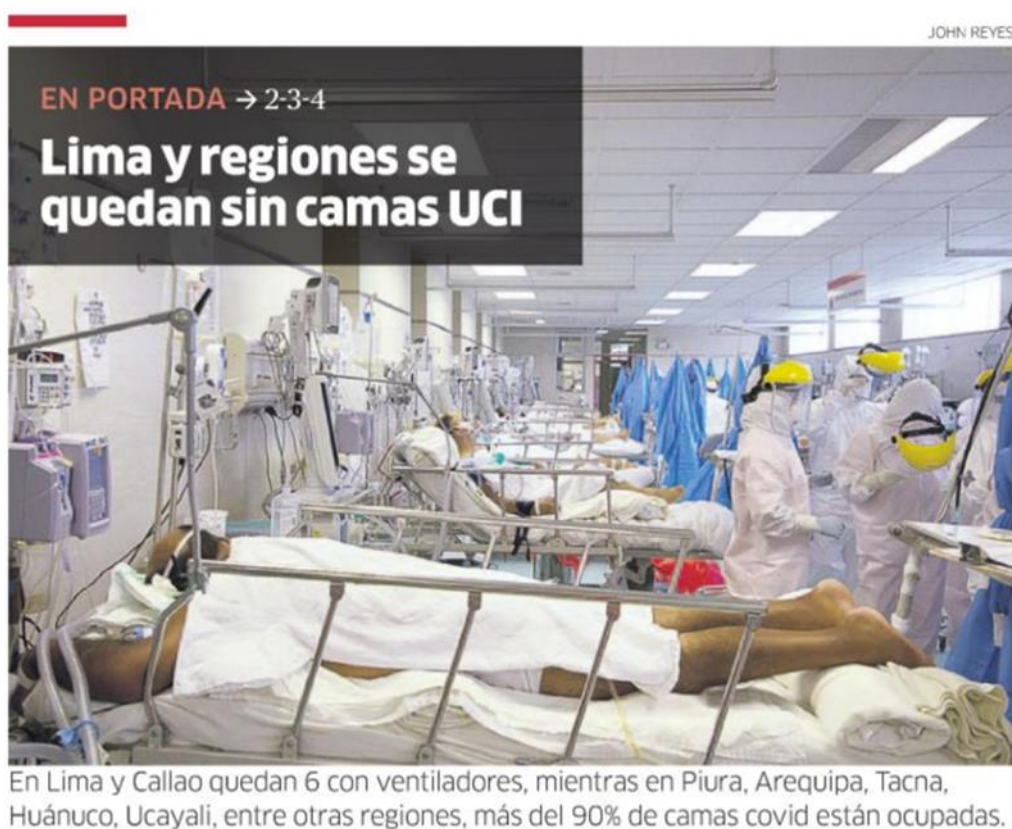 JOHN REYES
EN PORTADA → 2-3-4
Lima y regiones se
quedan sin camas UCI
En Lima y Callao quedan 6 con ventiladores, mientras en Piura, Arequipa, Tacna,
Huánuco, Ucayali, entre otras regiones, más del 90% de camas covid están ocupadas.